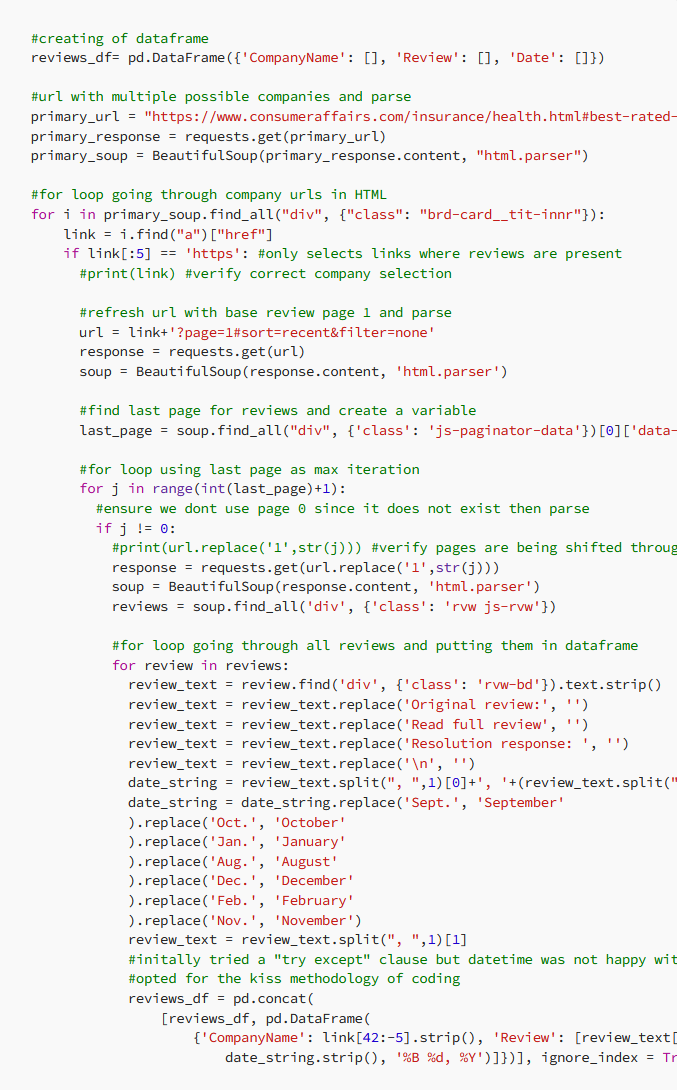 #creating of dataframe
reviews_df= pd.DataFrame({'CompanyName': [], 'Review': [], 'Date': []})
#url with multiple possible companies and parse
primary_url = "https://www.consumeraffairs.com/insurance/health.html#best-rated-
primary_response = requests.get(primary_url)
primary_soup = BeautifulSoup(primary_response.content, "html.parser")
#for loop going through company urls in HTML
for i in primary_soup.find_all("div", {"class": "brd-card__tit-innr"}):
    link = i.find("a")["href"]
    if link[:5] == 'https': #only selects links where reviews are present
      #print(link) #verify correct company selection
      #refresh url with base review page 1 and parse
      url = link+'?page=1#sort=recent&filter=none'
      response = requests.get(url)
      soup = BeautifulSoup(response.content, 'html.parser')
      #find last page for reviews and create a variable
      last_page = soup.find_all("div", {'class': 'js-paginator-data'})[0]['data-
      #for loop using last page as max iteration
      for j in range(int(last_page)+1):
        #ensure we dont use page 0 since it does not exist then parse
        if j != 0:
          #print(url.replace('1',str(j))) #verify pages are being shifted throug
          response = requests.get(url.replace('1',str(j)))
          soup = BeautifulSoup(response.content, 'html.parser')
          reviews = soup.find_all('div', {'class': 'rvw js-rvw'})
          #for loop going through all reviews and putting them in dataframe
          for review in reviews:
            review_text = review.find('div', {'class': 'rvw-bd'}).text.strip()
            review_text = review_text.replace('Original review:', '')
            review_text = review_text.replace('Read full review', '')
            review_text = review_text.replace('Resolution response: ', '')
            review_text = review_text.replace('\n', '')
            date_string = review_text.split(", ",1)[0]+', '+(review_text.split("
            date_string = date_string.replace('Sept.', 'September'
            ).replace('Oct.', 'October'
            ).replace('Jan.', 'January'
            ).replace('Aug.', 'August'
            ).replace('Dec.', 'December'
            ).replace('Feb.', 'February'
            ).replace('Nov.', 'November')
            review_text = review_text.split(", ",1)[1]
            #initally tried a "try except" clause but datetime was not happy wit
            #opted for the kiss methodology of coding
            reviews_df = pd.concat(
                [reviews_df, pd.DataFrame(
                    {'CompanyName': link[42:-5].strip(), 'Review': [review_text[
                        date_string.strip(), '%B %d, %Y')]})], ignore_index = Tr